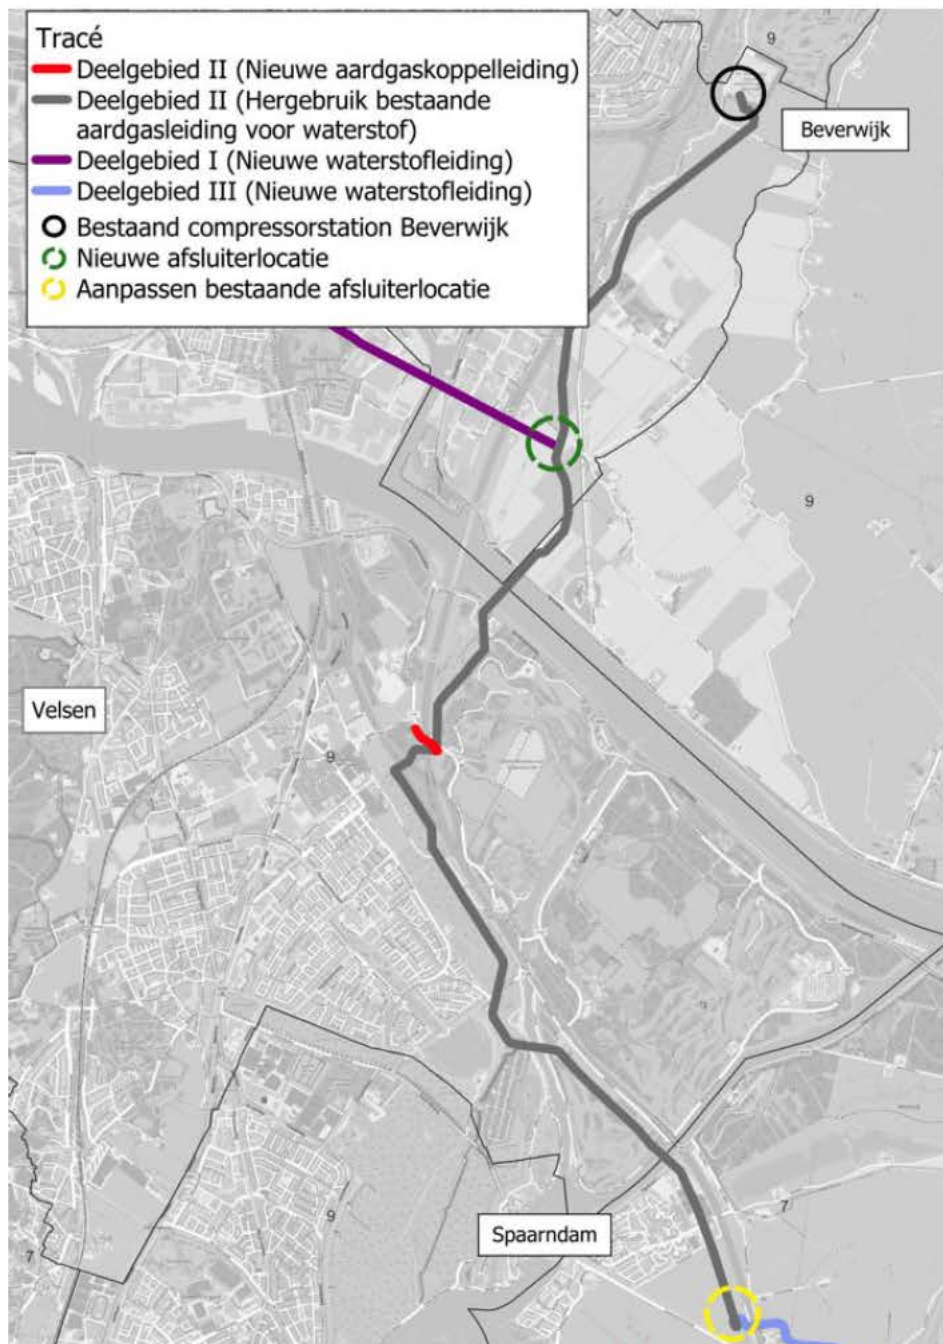 Tracé
Deelgebied II (Nieuwe aardgaskoppelleiding)
Deelgebied II (Hergebruik bestaande
aardgasleiding voor waterstof)
Deelgebied I (Nieuwe waterstofleiding)
Deelgebied III (Nieuwe waterstofleiding)
Bestaand compressorstation Beverwijk
Nieuwe afsluiterlocatie
Aanpassen bestaande afsluiterlocatie
9
Beverwijk
9
Velsen
9
7
9
Spaarndam
7
7